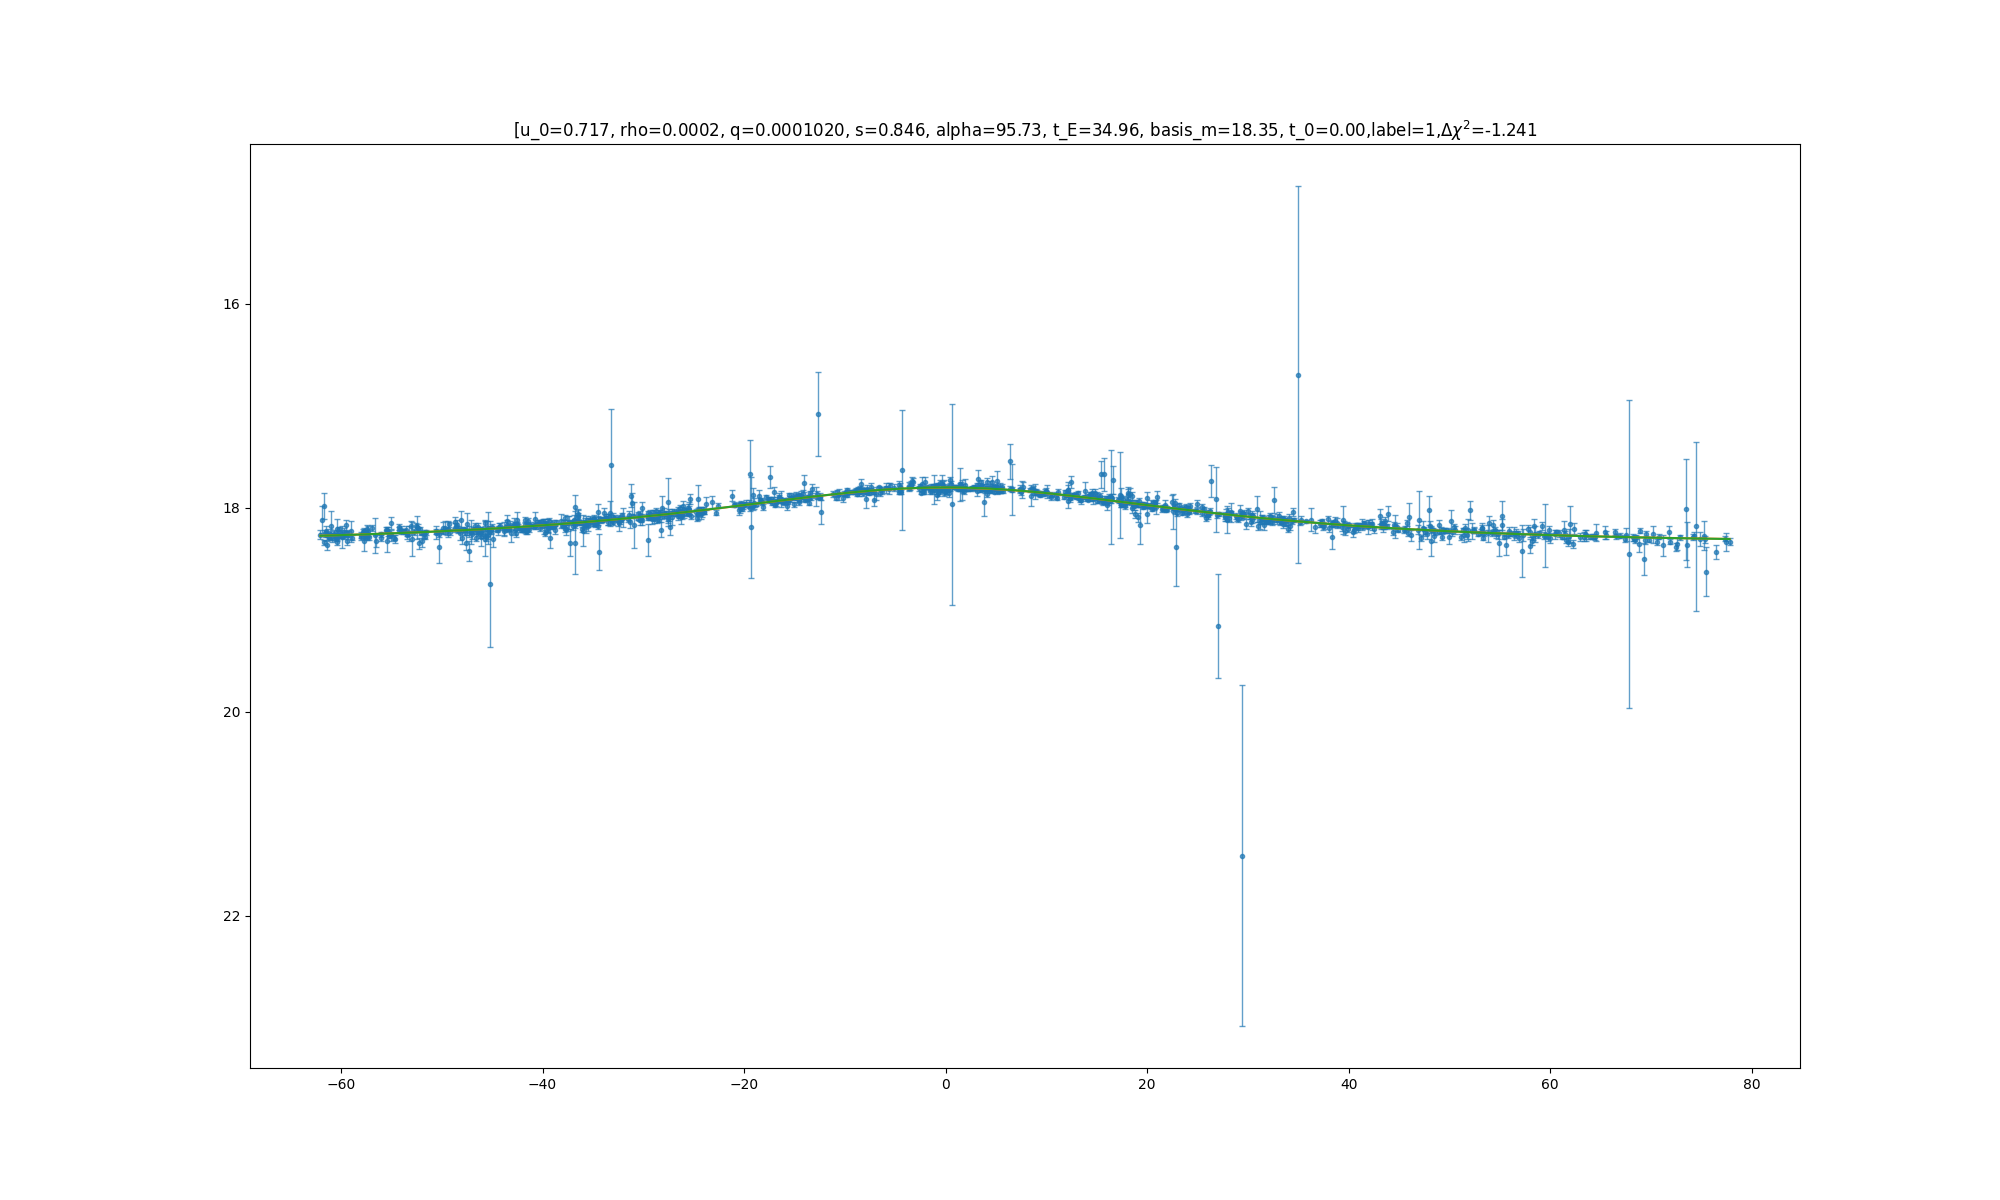 [u_0=0.717, rho=0.0002, q=0.0001020, s=0.846, alpha=95.73, t_E=34.96, basis_m=18.35, t_0=0.00,label=1,Δχ²=-1.241
16
18
20
22
−60 −40 −20 0 20 40 60 80